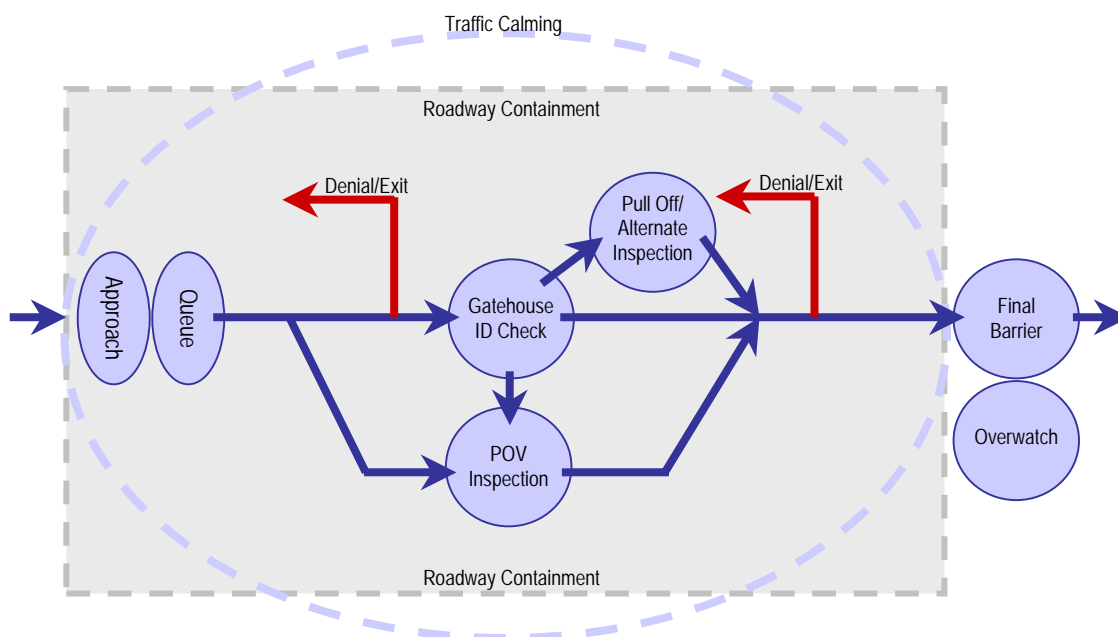 Traffic Calming
Roadway Containment
Denial/Exit
Denial/Exit
Pull Off/
Alternate
Inspection
Approach
Queue
Gatehouse
ID Check
Final
Barrier
POV
Inspection
Overwatch
Roadway Containment